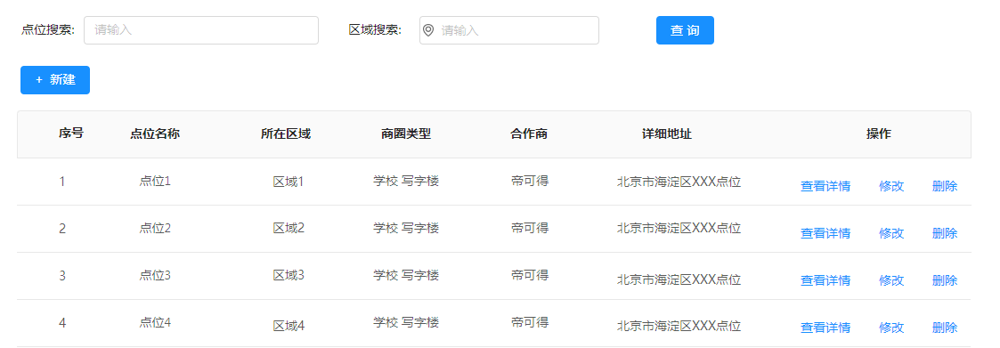 点位搜索: 请输入 区域搜索: 请输入 查 询
+ 新建
序号 点位名称 所在区域 商圈类型 合作商 详细地址 操作
1 点位1 区域1 学校 写字楼 帝可得 北京市海淀区XXX点位 查看详情 修改 删除
2 点位2 区域2 学校 写字楼 帝可得 北京市海淀区XXX点位 查看详情 修改 删除
3 点位3 区域3 学校 写字楼 帝可得 北京市海淀区XXX点位 查看详情 修改 删除
4 点位4 区域4 学校 写字楼 帝可得 北京市海淀区XXX点位 查看详情 修改 删除